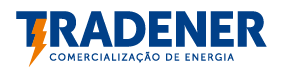 TRADENER
COMERCIALIZAÇÃO DE ENERGIA